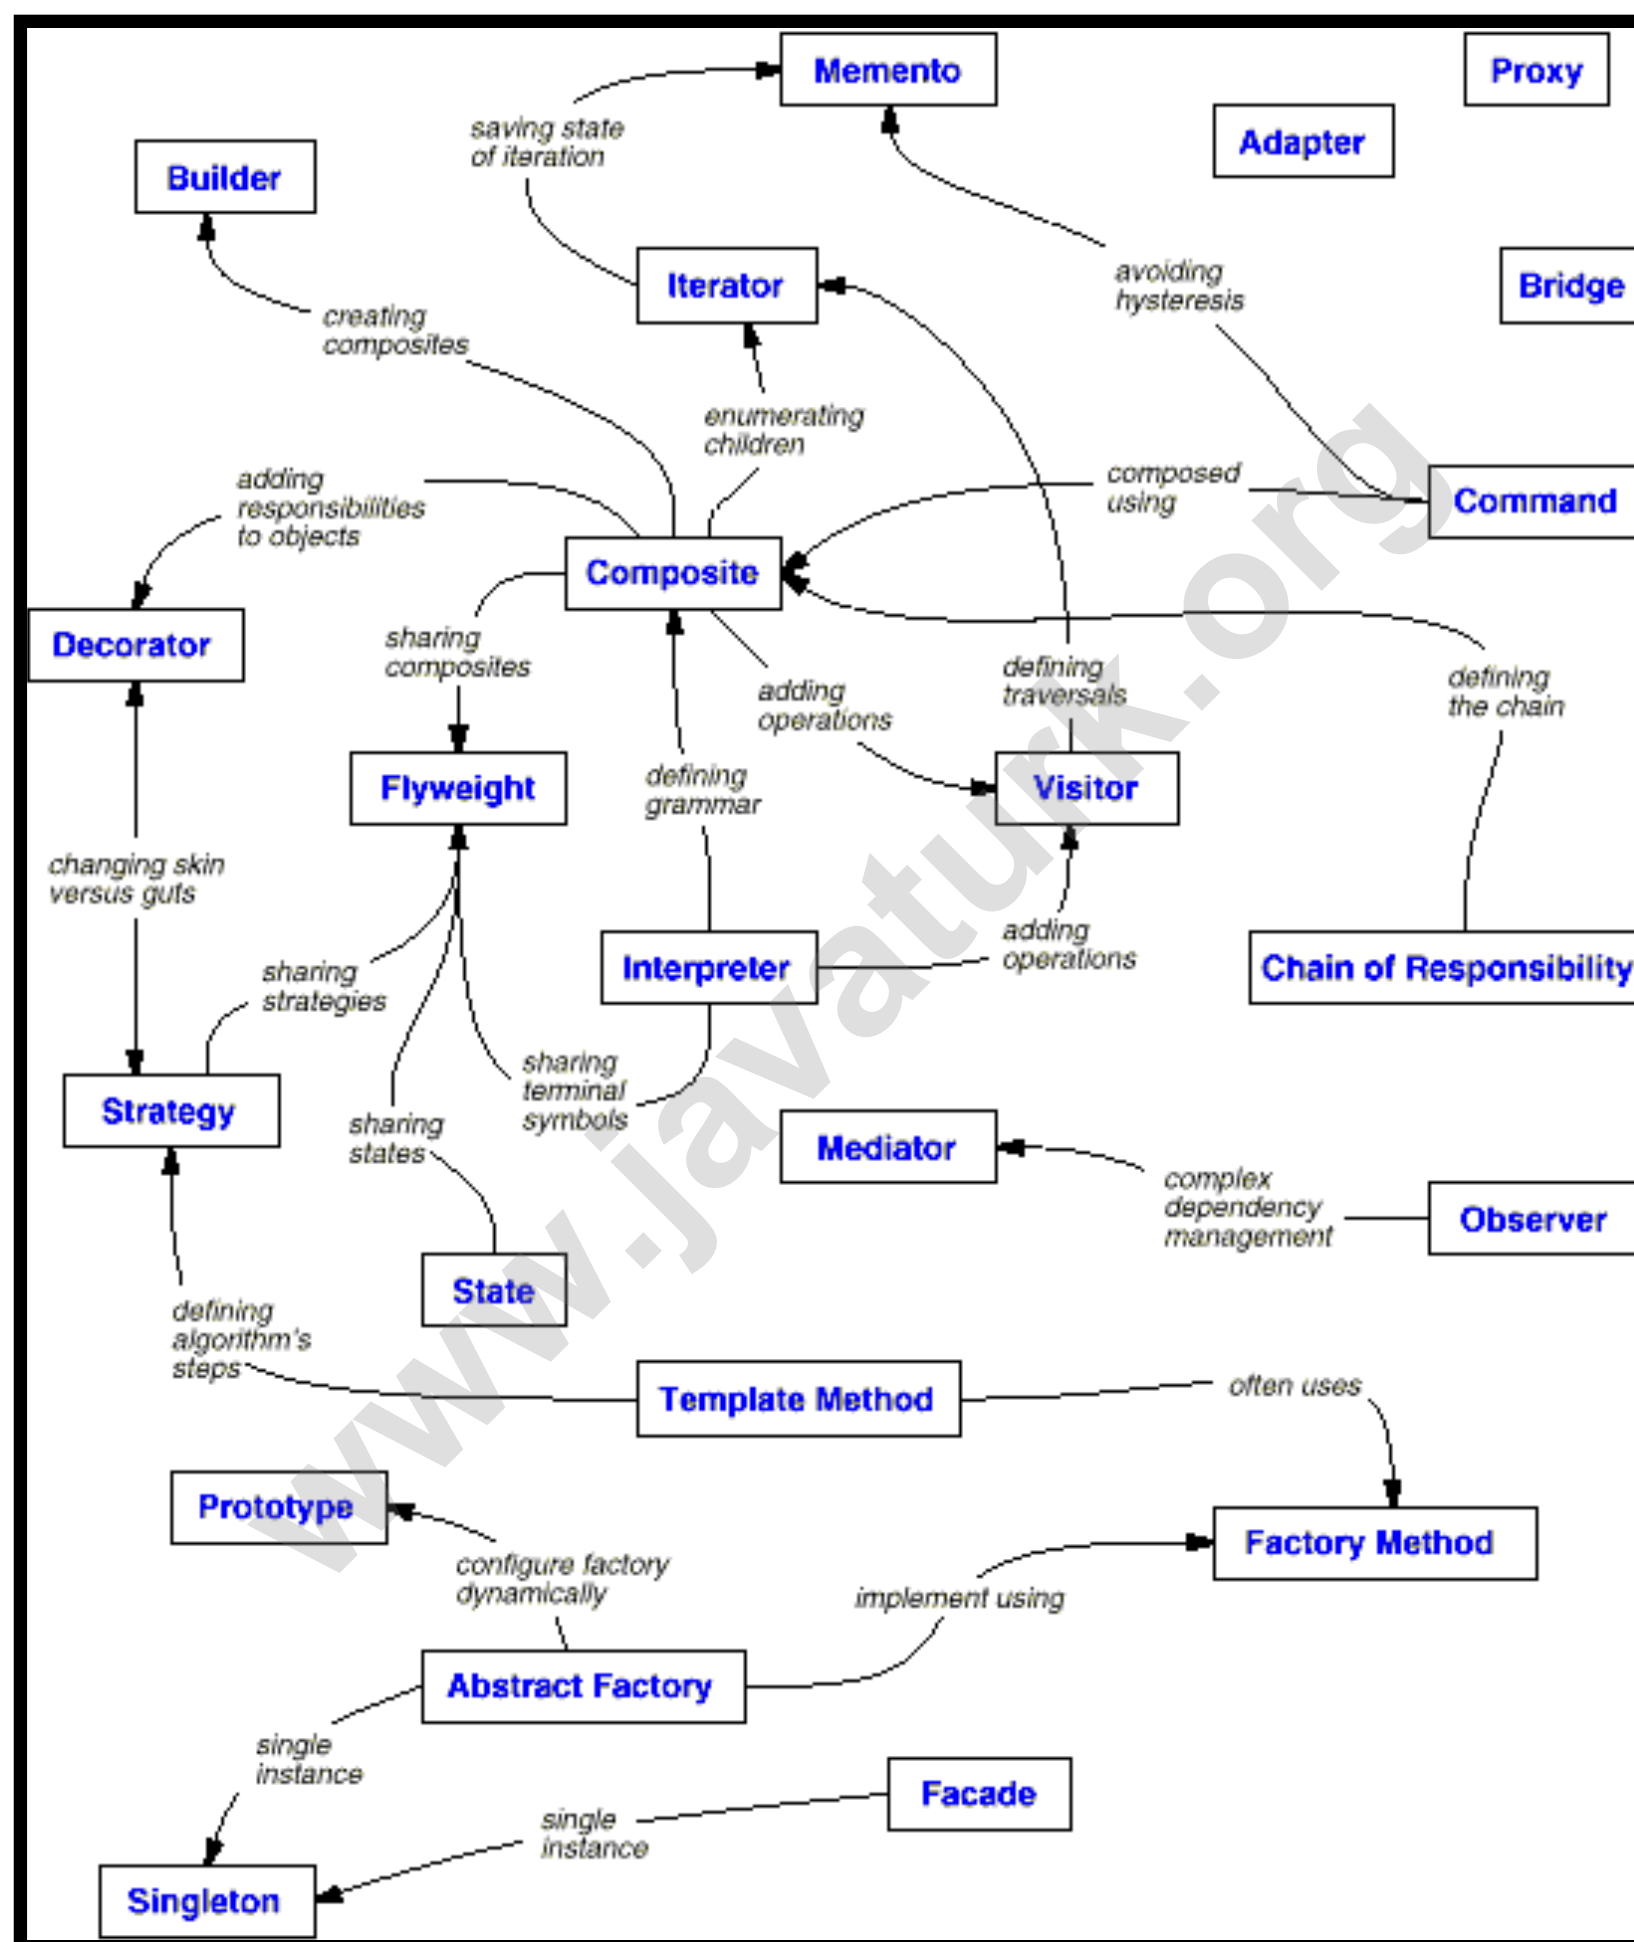 Memento
Proxy
Adapter
saving state
of iteration
Builder
Iterator
avoiding
hysteresis
Bridge
creating
composites
enumerating
children
adding
responsibilities
to objects
composed
using
Command
Composite
Decorator
sharing
composites
adding
operations
defining
traversals
defining
the chain
Flyweight
defining
grammar
Visitor
changing skin
versus guts
sharing
strategies
Interpreter
adding
operations
Chain of Responsibility
Strategy
sharing
states
sharing
terminal
symbols
Mediator
complex
dependency
management
Observer
State
defining
algorithm's
steps
Template Method
often uses
Prototype
configure factory
dynamically
implement using
Factory Method
Abstract Factory
single
instance
Facade
single
instance
Singleton
www.javaturk.org